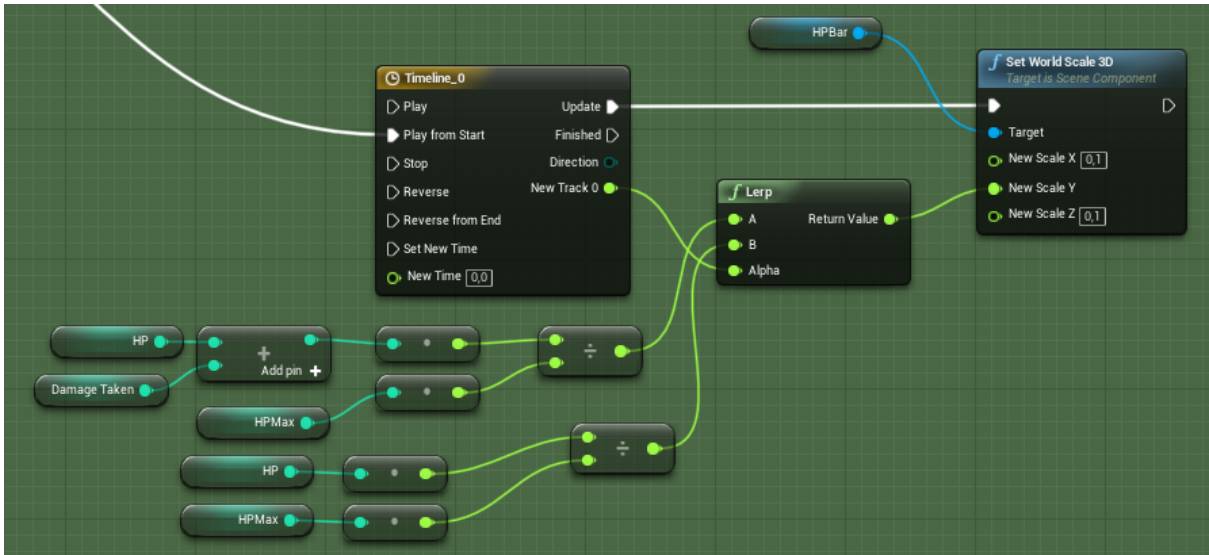 HPBar
f Set World Scale 3D
Target is Scene Component
Target
New Scale X 0,1
New Scale Y
New Scale Z 0,1
Timeline_0
Play
Update
Play from Start
Finished
Stop
Direction
Reverse
New Track 0
Reverse from End
Set New Time
New Time 0,0
f Lerp
A
Return Value
B
Alpha
HP
+
Add pin +
Damage Taken
÷
HPMax
÷
HP
HPMax